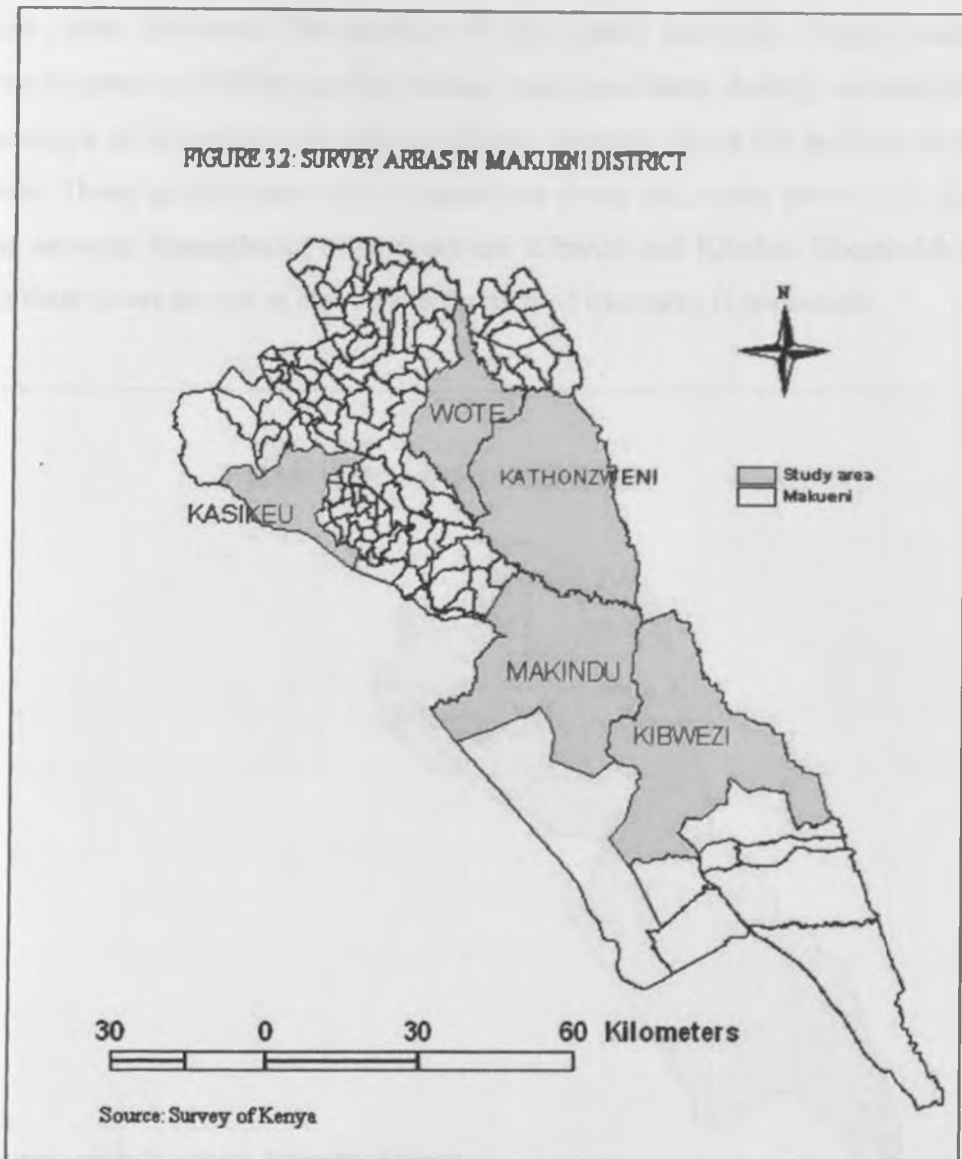 FIGURE 3.2: SURVEY AREAS IN MAKUENI DISTRICT
N
WOTE
KATHONZWENI
Study area
Makueni
KASIKEU
MAKINDU
KIBWEZI
30 0 30 60 Kilometers
Source: Survey of Kenya